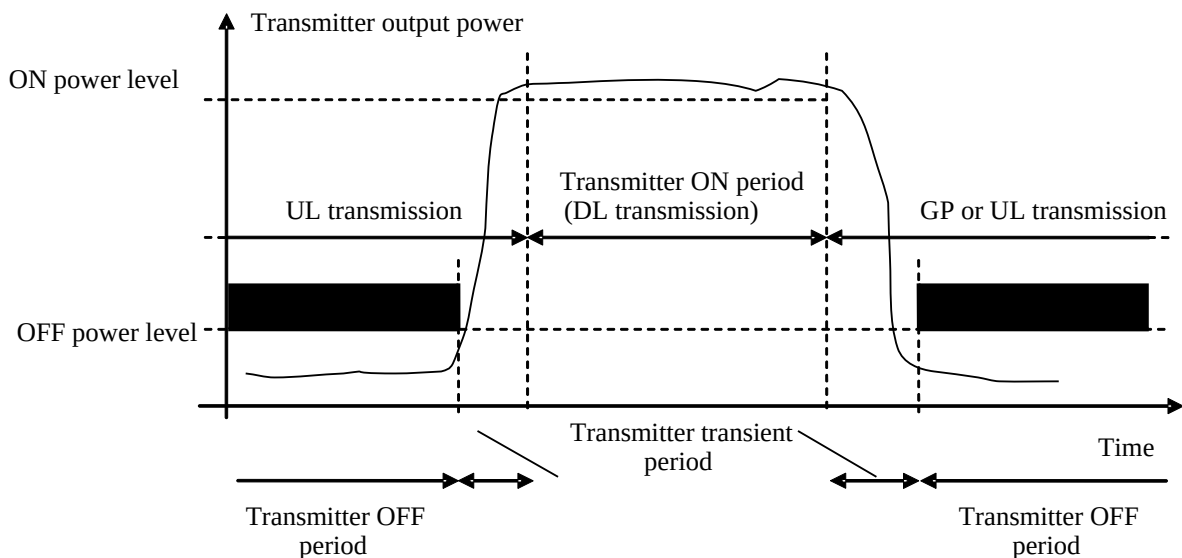 Transmitter output power
ON power level
Transmitter ON period
(DL transmission)
UL transmission
GP or UL transmission
OFF power level
Transmitter transient
period
Time
Transmitter OFF
period
Transmitter OFF
period